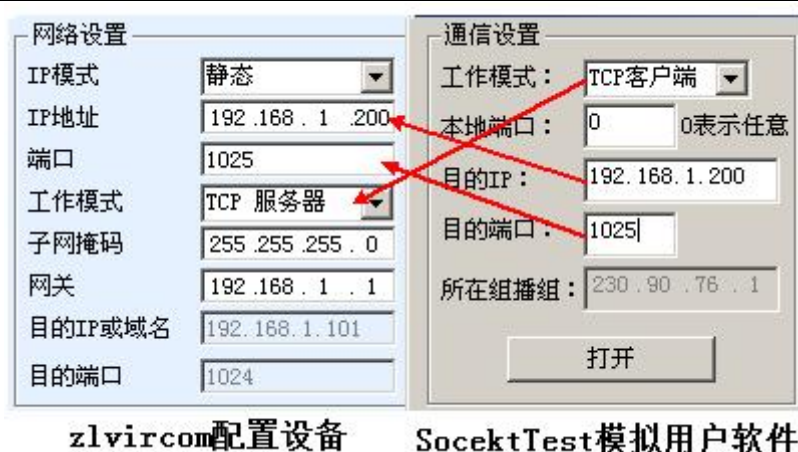 网络设置
IP模式 静态
IP地址 192 .168 . 1 .200
端口 1025
工作模式 TCP 服务器
子网掩码 255 .255 .255 . 0
网关 192 .168 . 1 . 1
目的IP或域名 192.168.1.101
目的端口 1024
zlvircom配置设备
通信设置
工作模式： TCP客户端
本地端口： 0 0表示任意
目的IP： 192.168.1.200
目的端口： 1025
所在组播组： 230 . 90 . 76 . 1
打开
SocektTest模拟用户软件